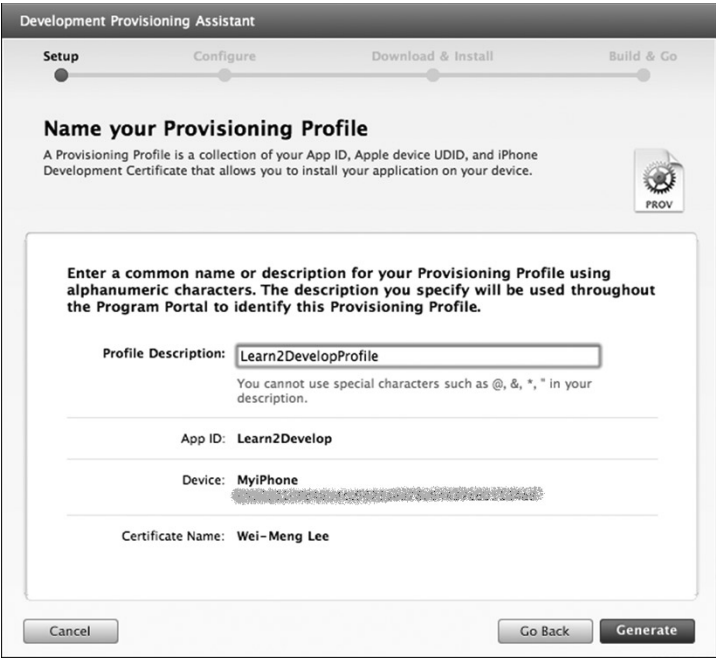 Development Provisioning Assistant
Setup Configure Download & Install Build & Go
Name your Provisioning Profile
A Provisioning Profile is a collection of your App ID, Apple device UDID, and iPhone
Development Certificate that allows you to install your application on your device.
PROV
Enter a common name or description for your Provisioning Profile using
alphanumeric characters. The description you specify will be used throughout
the Program Portal to identify this Provisioning Profile.
Profile Description: Learn2DevelopProfile
You cannot use special characters such as @, &, *, " in your
description.
App ID: Learn2Develop
Device: MyiPhone
Certificate Name: Wei-Meng Lee
Cancel Go Back Generate